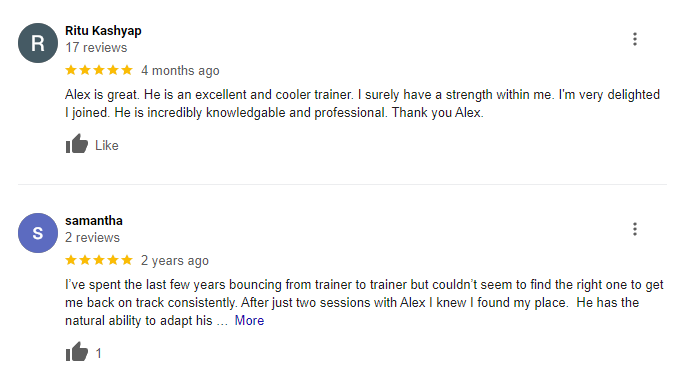 R
Ritu Kashyap
17 reviews
4 months ago
Alex is great. He is an excellent and cooler trainer. I surely have a strength within me. I'm very delighted
I joined. He is incredibly knowledgable and professional. Thank you Alex.
Like
S
samantha
2 reviews
2 years ago
I've spent the last few years bouncing from trainer to trainer but couldn't seem to find the right one to get
me back on track consistently. After just two sessions with Alex I knew I found my place.  He has the
natural ability to adapt his … More
1